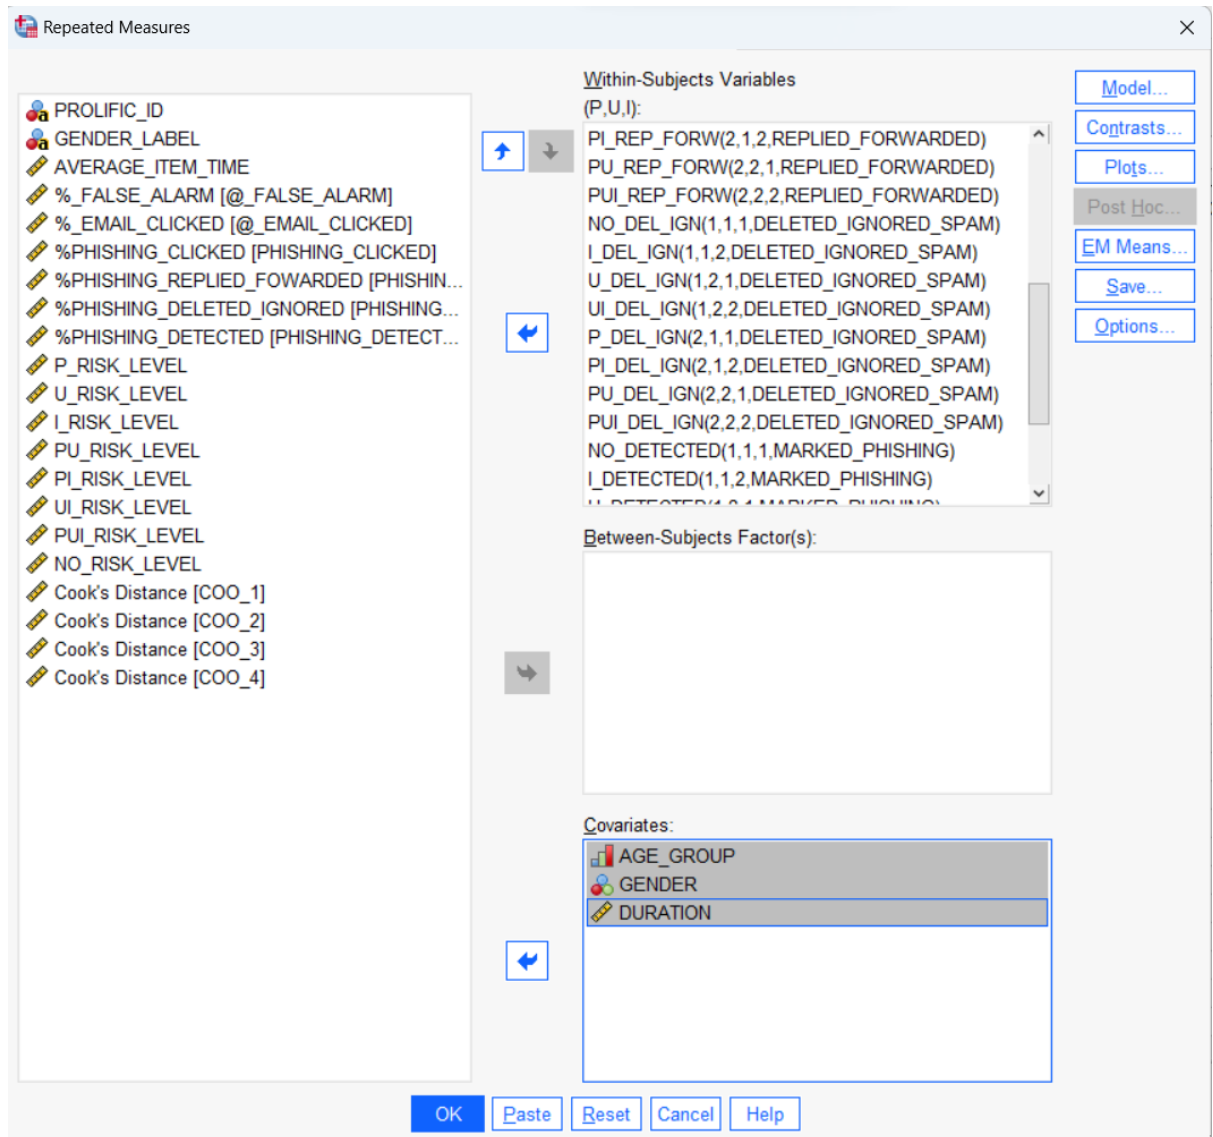 Repeated Measures
PROLIFIC_ID
GENDER_LABEL
AVERAGE_ITEM_TIME
%_FALSE_ALARM [@_FALSE_ALARM]
%_EMAIL_CLICKED [@_EMAIL_CLICKED]
%PHISHING_CLICKED [PHISHING_CLICKED]
%PHISHING_REPLIED_FOWARDED [PHISHIN...
%PHISHING_DELETED_IGNORED [PHISHING...
%PHISHING_DETECTED [PHISHING_DETECT...
P_RISK_LEVEL
U_RISK_LEVEL
I_RISK_LEVEL
PU_RISK_LEVEL
PI_RISK_LEVEL
UI_RISK_LEVEL
PUI_RISK_LEVEL
NO_RISK_LEVEL
Cook's Distance [COO_1]
Cook's Distance [COO_2]
Cook's Distance [COO_3]
Cook's Distance [COO_4]
Within-Subjects Variables
(P,U,I):
PI_REP_FORW(2,1,2,REPLIED_FORWARDED)
PU_REP_FORW(2,2,1,REPLIED_FORWARDED)
PUI_REP_FORW(2,2,2,REPLIED_FORWARDED)
NO_DEL_IGN(1,1,1,DELETED_IGNORED_SPAM)
I_DEL_IGN(1,1,2,DELETED_IGNORED_SPAM)
U_DEL_IGN(1,2,1,DELETED_IGNORED_SPAM)
UI_DEL_IGN(1,2,2,DELETED_IGNORED_SPAM)
P_DEL_IGN(2,1,1,DELETED_IGNORED_SPAM)
PI_DEL_IGN(2,1,2,DELETED_IGNORED_SPAM)
PU_DEL_IGN(2,2,1,DELETED_IGNORED_SPAM)
PUI_DEL_IGN(2,2,2,DELETED_IGNORED_SPAM)
NO_DETECTED(1,1,1,MARKED_PHISHING)
I_DETECTED(1,1,2,MARKED_PHISHING)
U_DETECTED(1,2,1,MARKED_PHISHING)
Between-Subjects Factor(s):
Covariates:
AGE_GROUP
GENDER
DURATION
Model...
Contrasts...
Plots...
Post Hoc...
EM Means...
Save...
Options...
OK
Paste
Reset
Cancel
Help